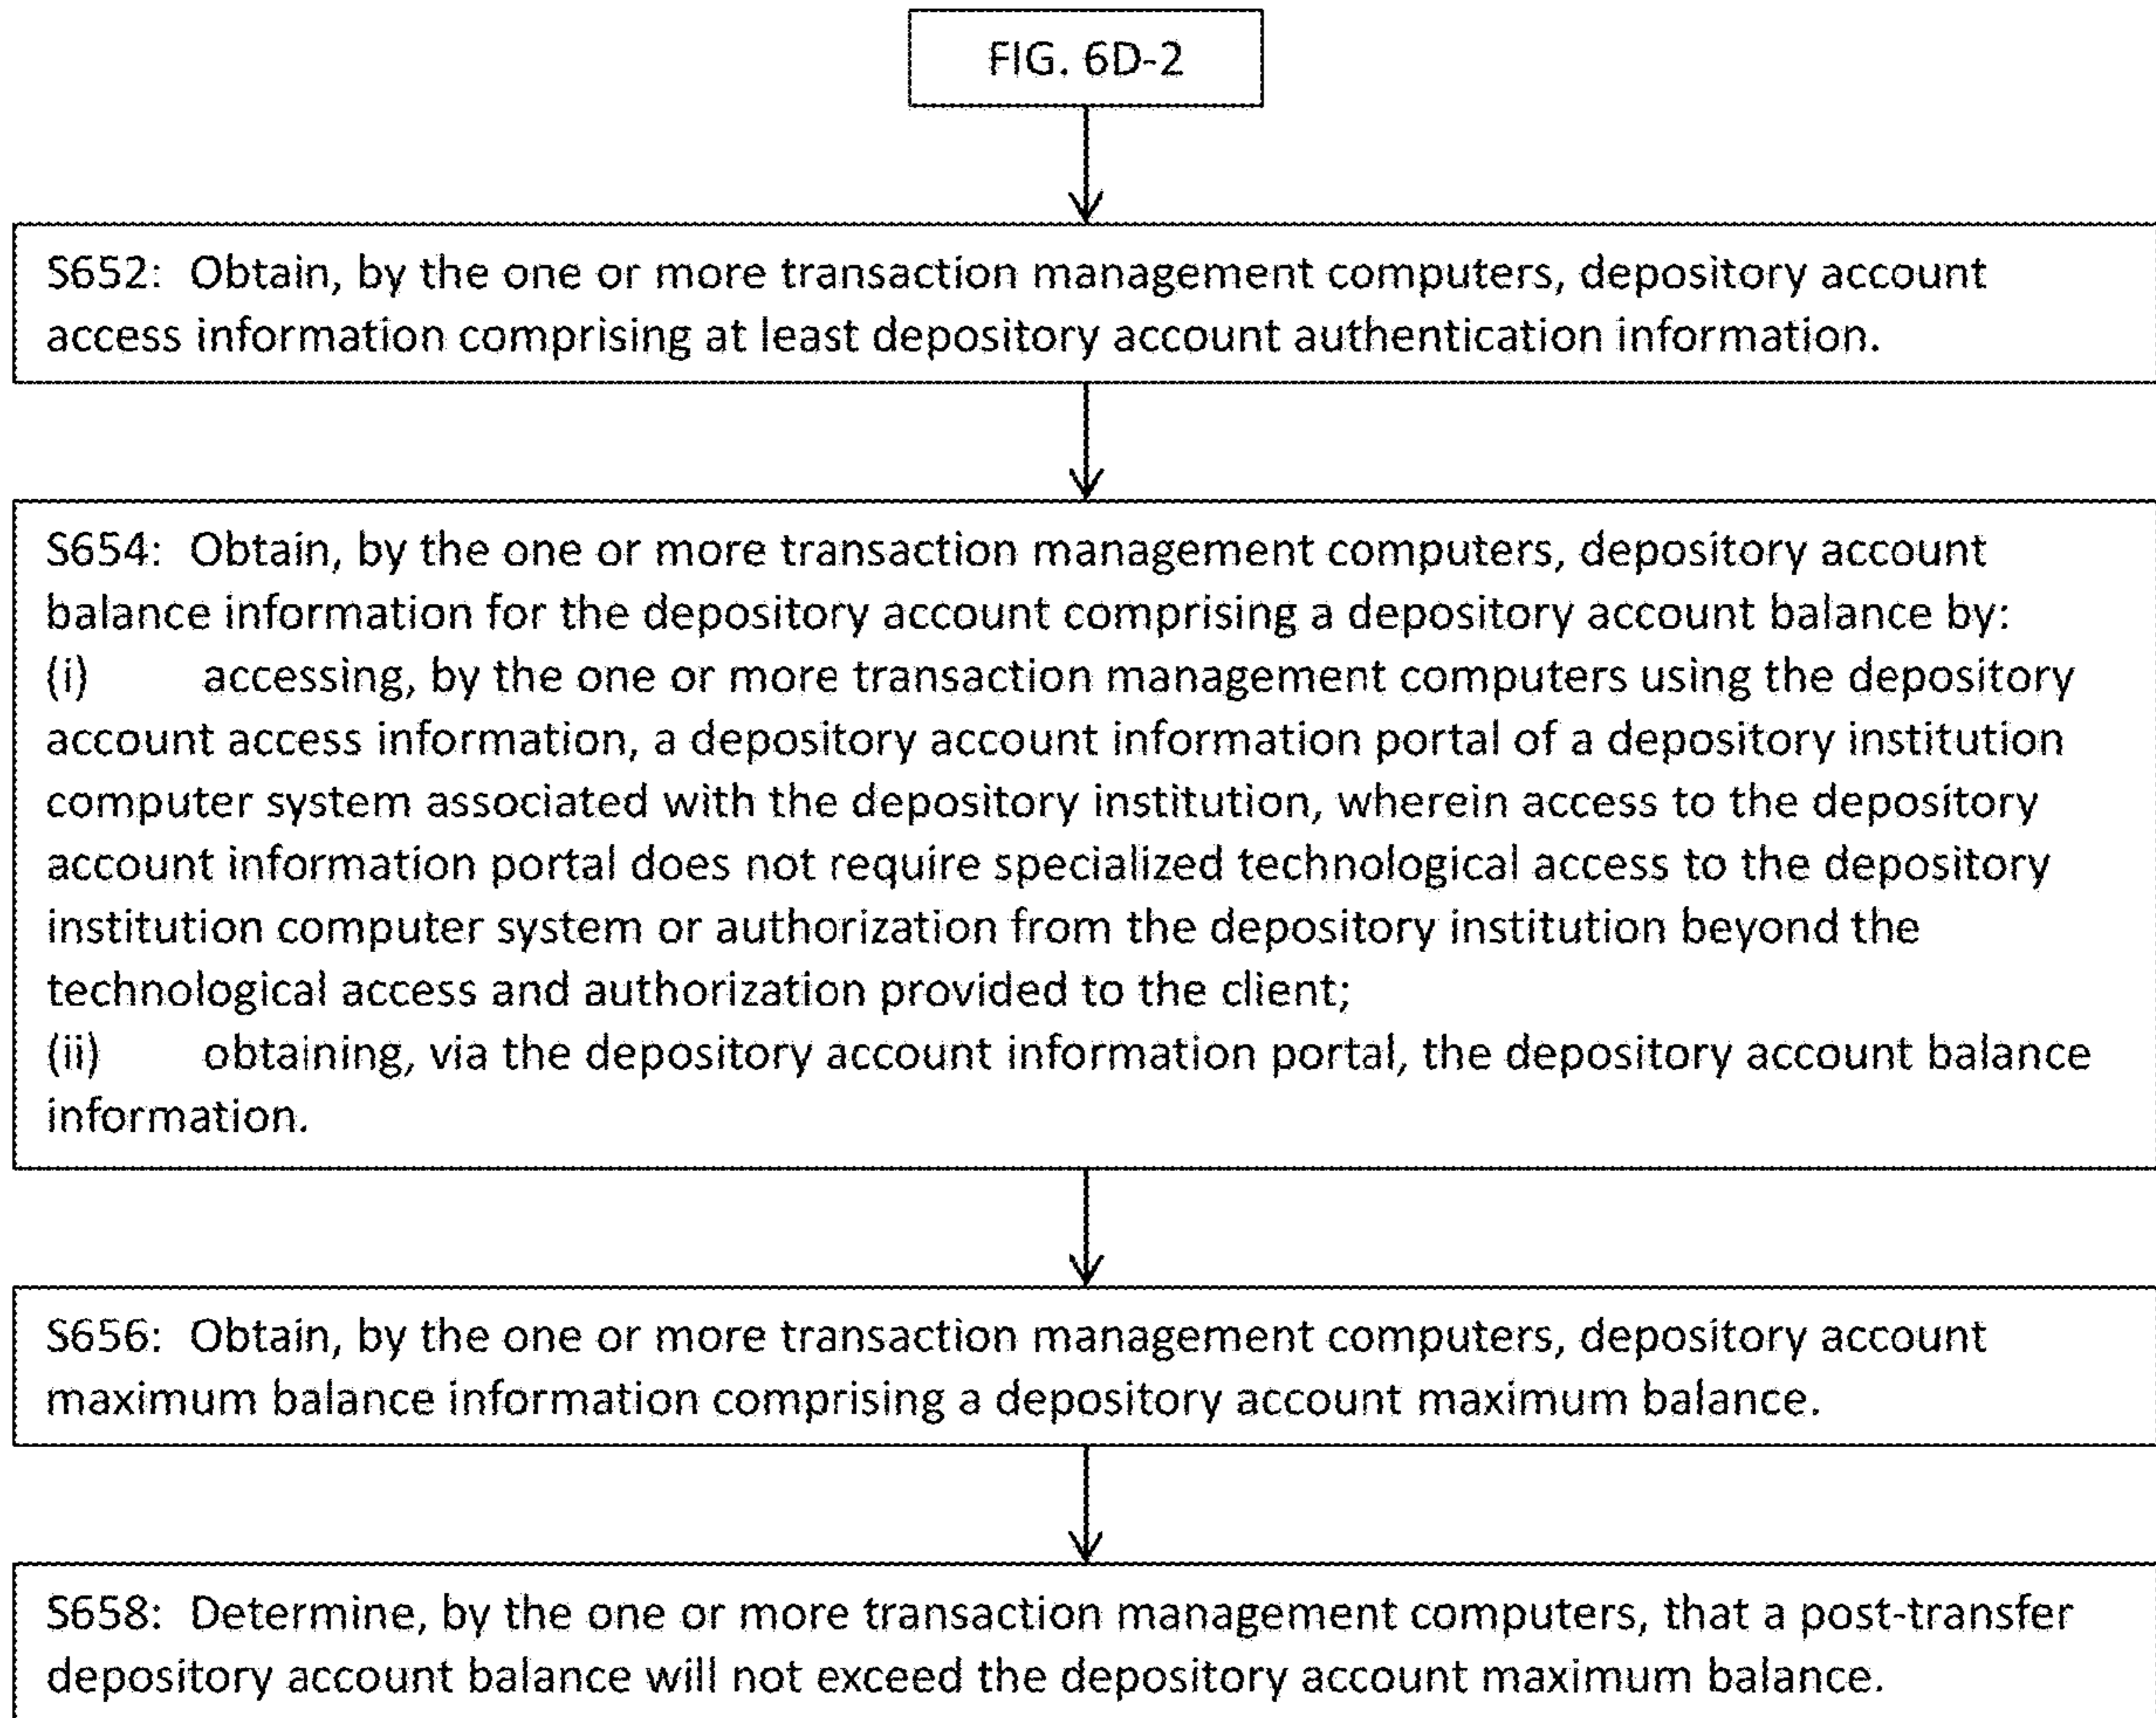 FIG. 6D-2
S652: Obtain, by the one or more transaction management computers, depository account
access information comprising at least depository account authentication information.
S654: Obtain, by the one or more transaction management computers, depository account
balance information for the depository account comprising a depository account balance by:
(i) accessing, by the one or more transaction management computers using the depository
account access information, a depository account information portal of a depository institution
computer system associated with the depository institution, wherein access to the depository
account information portal does not require specialized technological access to the depository
institution computer system or authorization from the depository institution beyond the
technological access and authorization provided to the client;
(ii) obtaining, via the depository account information portal, the depository account balance
information.
S656: Obtain, by the one or more transaction management computers, depository account
maximum balance information comprising a depository account maximum balance.
S658: Determine, by the one or more transaction management computers, that a post-transfer
depository account balance will not exceed the depository account maximum balance.